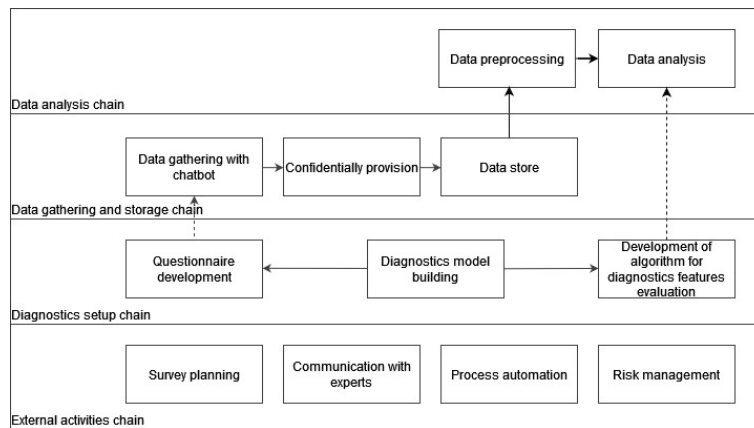 Data preprocessing
Data analysis
Data analysis chain
Data gathering with
chatbot
Confidentially provision
Data store
Data gathering and storage chain
Questionnaire
development
Diagnostics model
building
Development of
algorithm for
diagnostics features
evaluation
Diagnostics setup chain
Survey planning
Communication with
experts
Process automation
Risk management
External activities chain